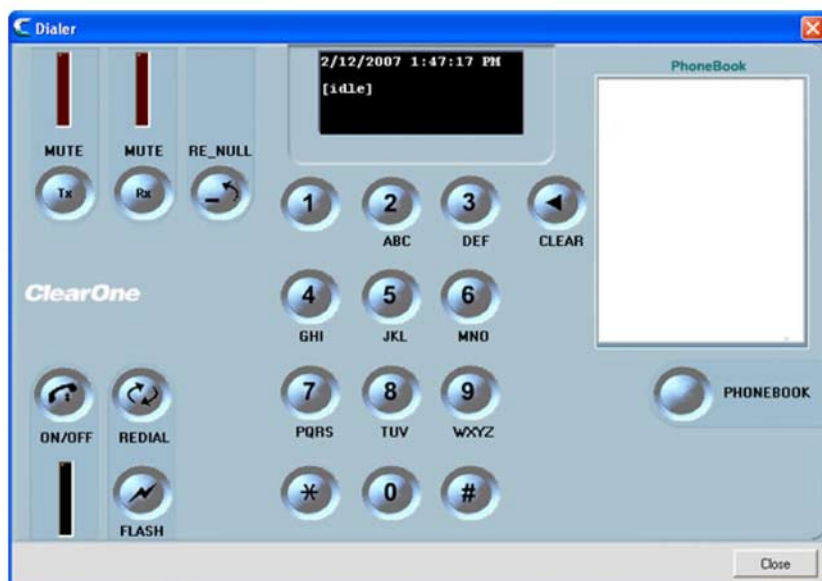 Dialer
2/12/2007 1:47:17 PM
[idle]
PhoneBook
MUTE MUTE RE_NULL
Tx Rx
1 2 3
ABC DEF CLEAR
ClearOne
4 5 6
GHI JKL MNO
7 8 9
PQRS TUV WXYZ
PHONEBOOK
ON/OFF REDIAL
* 0 #
FLASH
Close